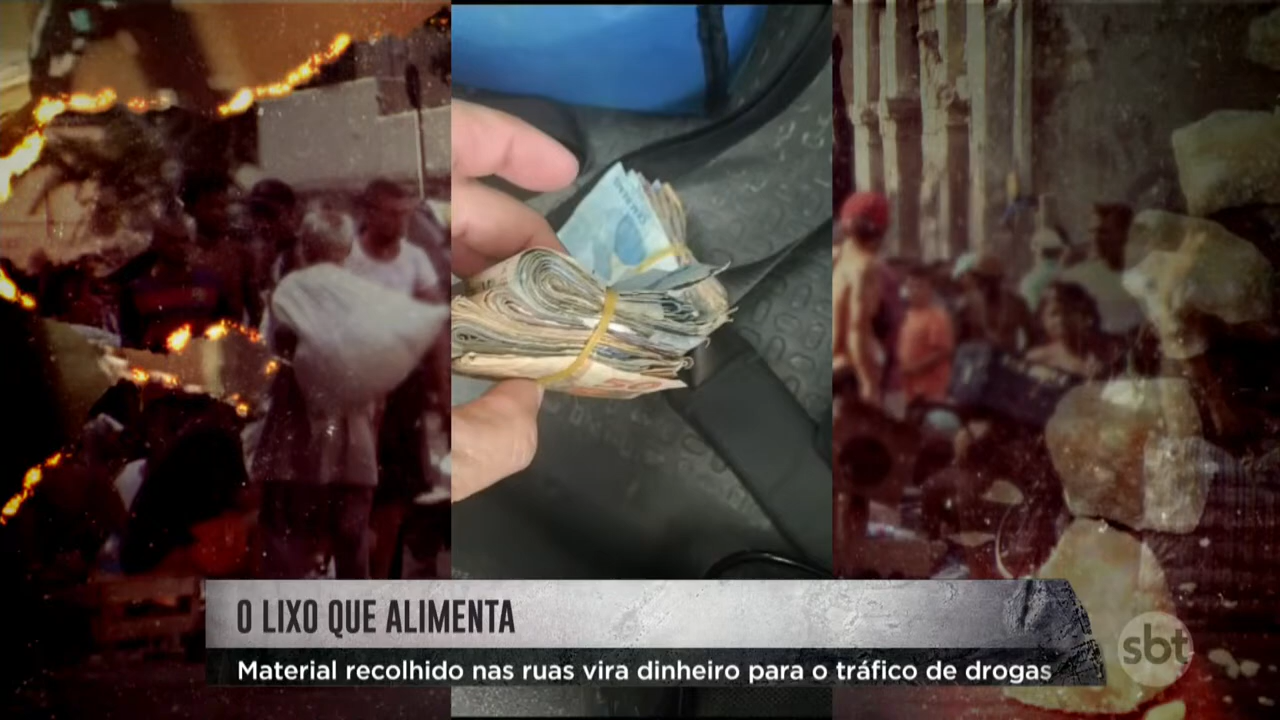 O LIXO QUE ALIMENTA
Material recolhido nas ruas vira dinheiro para o tráfico de drogas
sbt